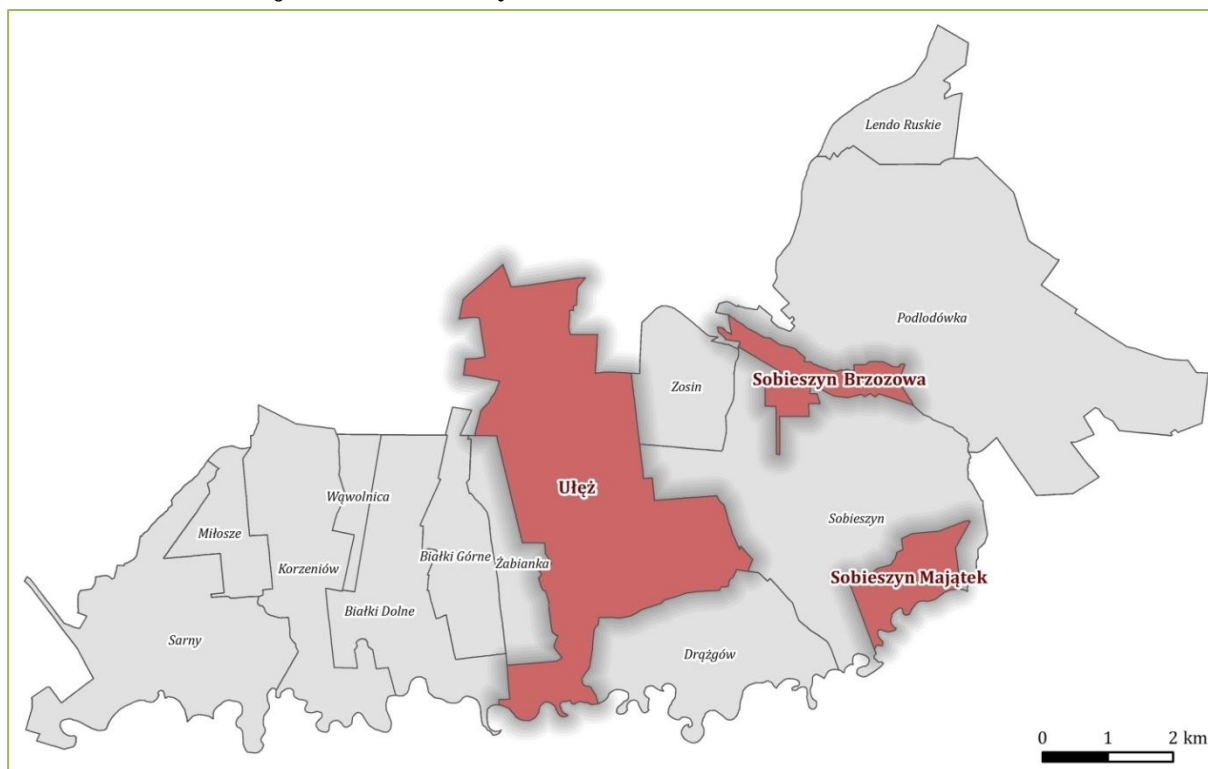 Lendo Ruskie
Podlodówka
Zosin
Sobieszyn Brzozowa
Ułęż
Wąwolnica
Sobieszyn
Miłosze
Białki Górne
Żabianka
Korzeniów
Sobieszyn Majątek
Białki Dolne
Sarny
Drążgów
0 1 2 km